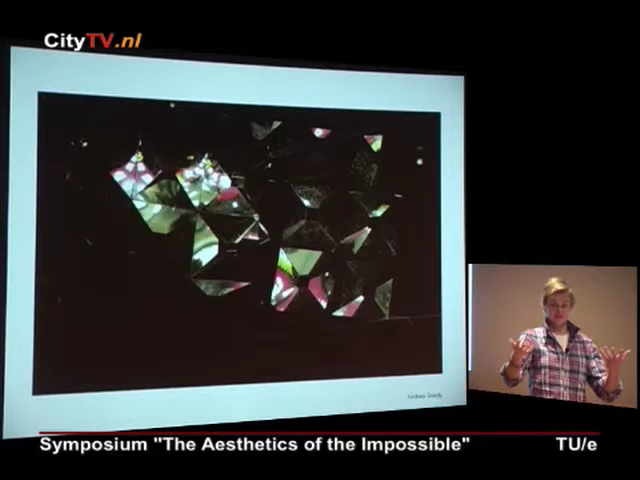 CityTV.nl
Symposium "The Aesthetics of the Impossible"
TU/e